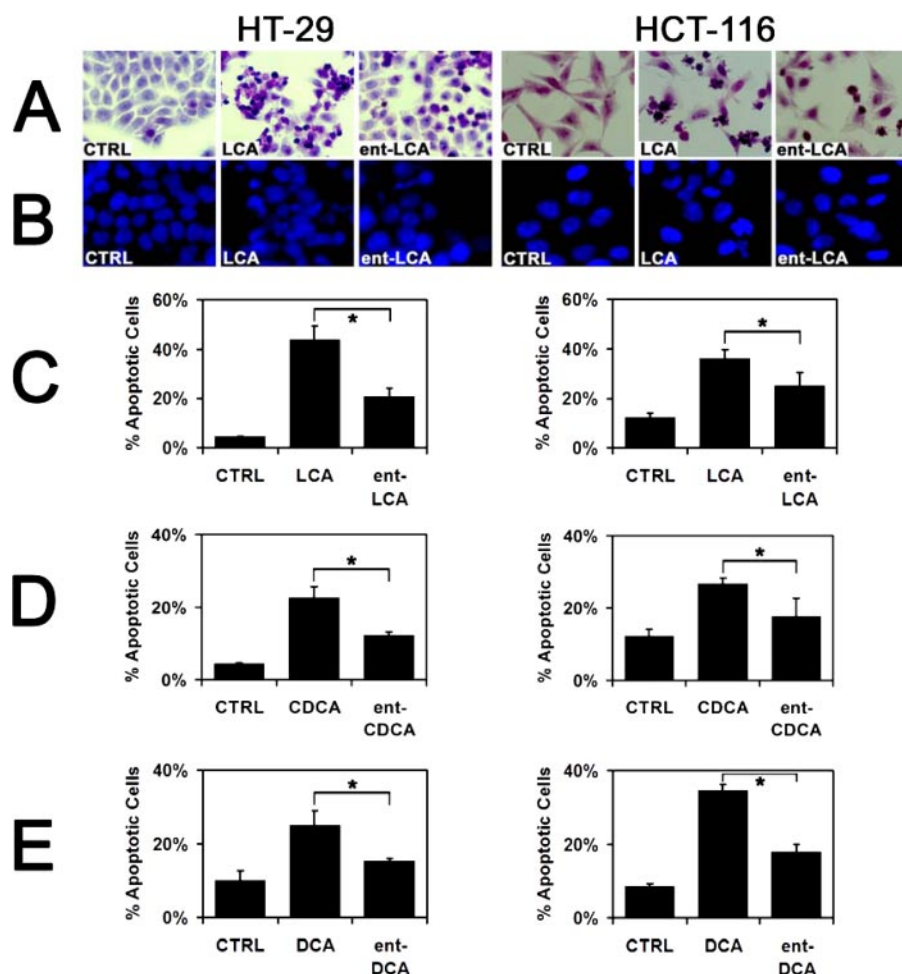 HT-29
HCT-116
A
CTRL
LCA
ent-LCA
CTRL
LCA
ent-LCA
B
CTRL
LCA
ent-LCA
CTRL
LCA
ent-LCA
C
% Apoptotic Cells
60%
40%
20%
0%
*
CTRL
LCA
ent-
LCA
% Apoptotic Cells
60%
40%
20%
0%
*
CTRL
LCA
ent-
LCA
D
% Apoptotic Cells
40%
20%
0%
*
CTRL
CDCA
ent-
CDCA
% Apoptotic Cells
40%
20%
0%
*
CTRL
CDCA
ent-
CDCA
E
% Apoptotic Cells
40%
20%
0%
*
CTRL
DCA
ent-
DCA
% Apoptotic Cells
40%
20%
0%
*
CTRL
DCA
ent-
DCA